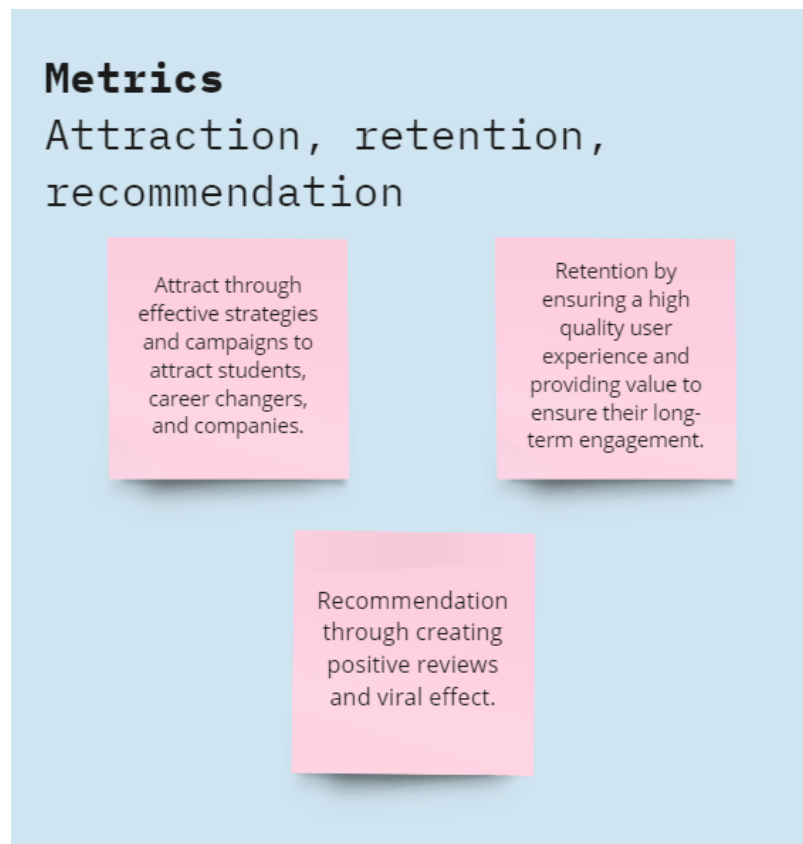 Metrics
Attraction, retention,
recommendation
Attract through
effective strategies
and campaigns to
attract students,
career changers,
and companies.
Retention by
ensuring a high
quality user
experience and
providing value to
ensure their long-
term engagement.
Recommendation
through creating
positive reviews
and viral effect.